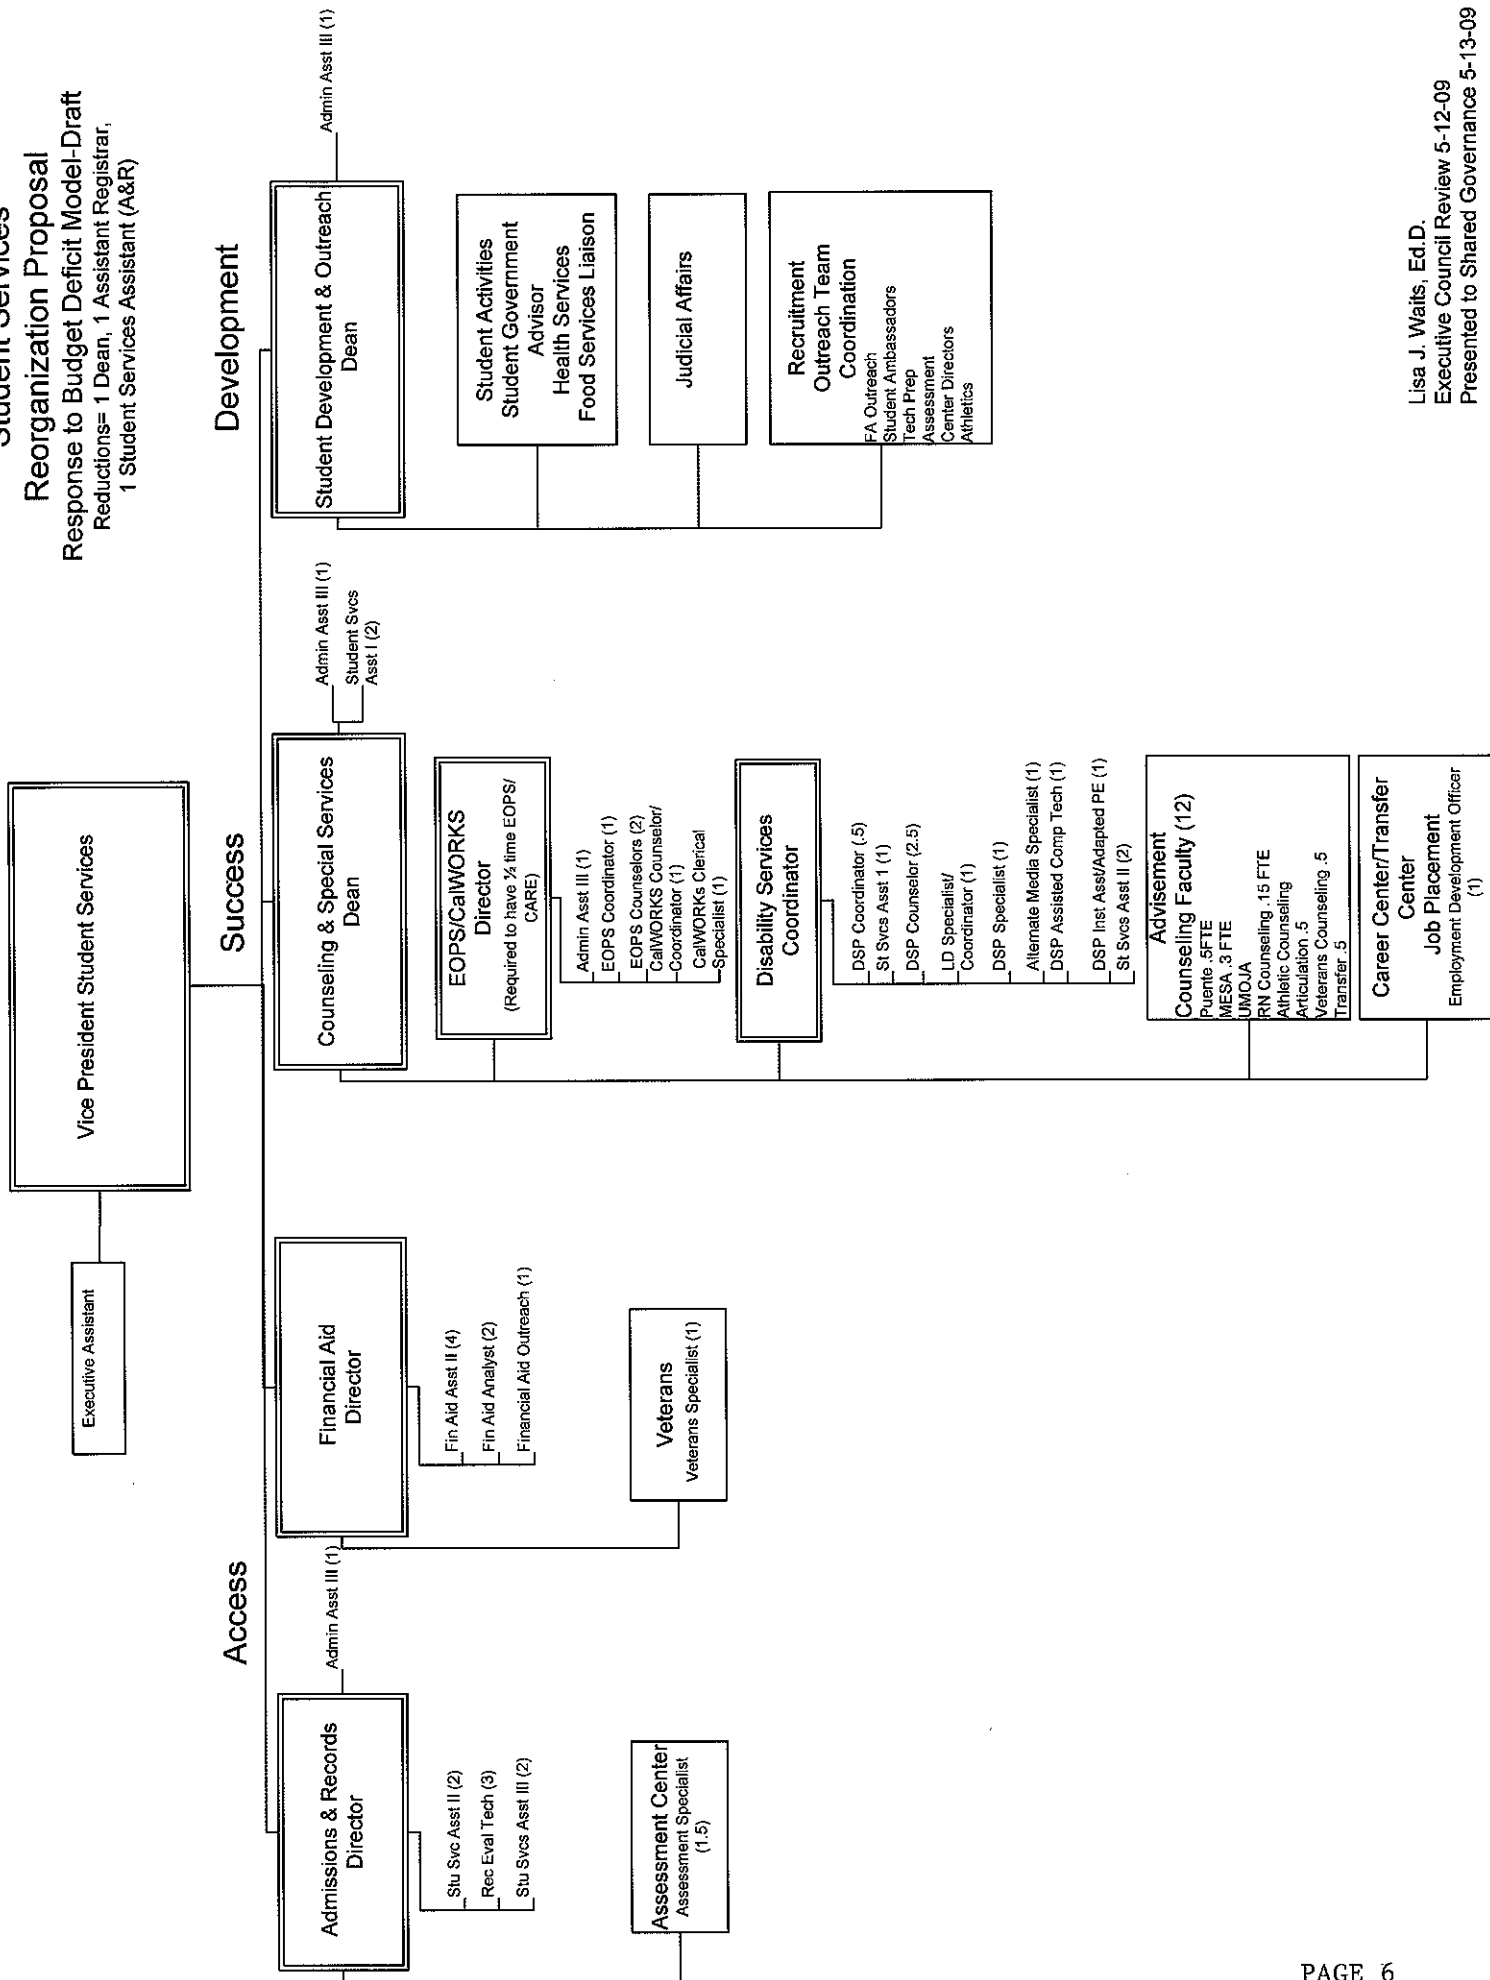 Student Services
Reorganization Proposal
Response to Budget Deficit Model-Draft
Reductions= 1 Dean, 1 Assistant Registrar,
1 Student Services Assistant (A&R)
Vice President Student Services
Executive Assistant
Access
Success
Development
Admissions & Records
Director
Admin Asst III (1)
Stu Svc Asst II (2)
Rec Eval Tech (3)
Stu Svcs Asst III (2)
Assessment Center
Assessment Specialist
(1.5)
Financial Aid
Director
Fin Aid Asst II (4)
Fin Aid Analyst (2)
Financial Aid Outreach (1)
Veterans
Veterans Specialist (1)
Counseling & Special Services
Dean
Admin Asst III (1)
Student Svcs
Asst I (2)
EOPS/CalWORKS
Director
(Required to have ¾ time EOPS/
CARE)
Admin Asst III (1)
EOPS Coordinator (1)
EOPS Counselors (2)
CalWORKS Counselor/
Coordinator (1)
CalWORKs Clerical
Specialist (1)
Disability Services
Coordinator
DSP Coordinator (.5)
St Svcs Asst 1 (1)
DSP Counselor (2.5)
LD Specialist/
Coordinator (1)
DSP Specialist (1)
Alternate Media Specialist (1)
DSP Assisted Comp Tech (1)
DSP Inst Asst/Adapted PE (1)
St Svcs Asst II (2)
Advisement
Counseling Faculty (12)
Puente .5FTE
MESA .3 FTE
UMOJA
RN Counseling .15 FTE
Athletic Counseling
Articulation .5
Veterans Counseling .5
Transfer .5
Career Center/Transfer
Center
Job Placement
Employment Development Officer
(1)
Student Development & Outreach
Dean
Admin Asst III (1)
Student Activities
Student Government
Advisor
Health Services
Food Services Liaison
Judicial Affairs
Recruitment
Outreach Team
Coordination
FA Outreach
Student Ambassadors
Tech Prep
Assessment
Center Directors
Athletics
Lisa J. Waits, Ed.D.
Executive Council Review 5-12-09
Presented to Shared Governance 5-13-09
PAGE 6